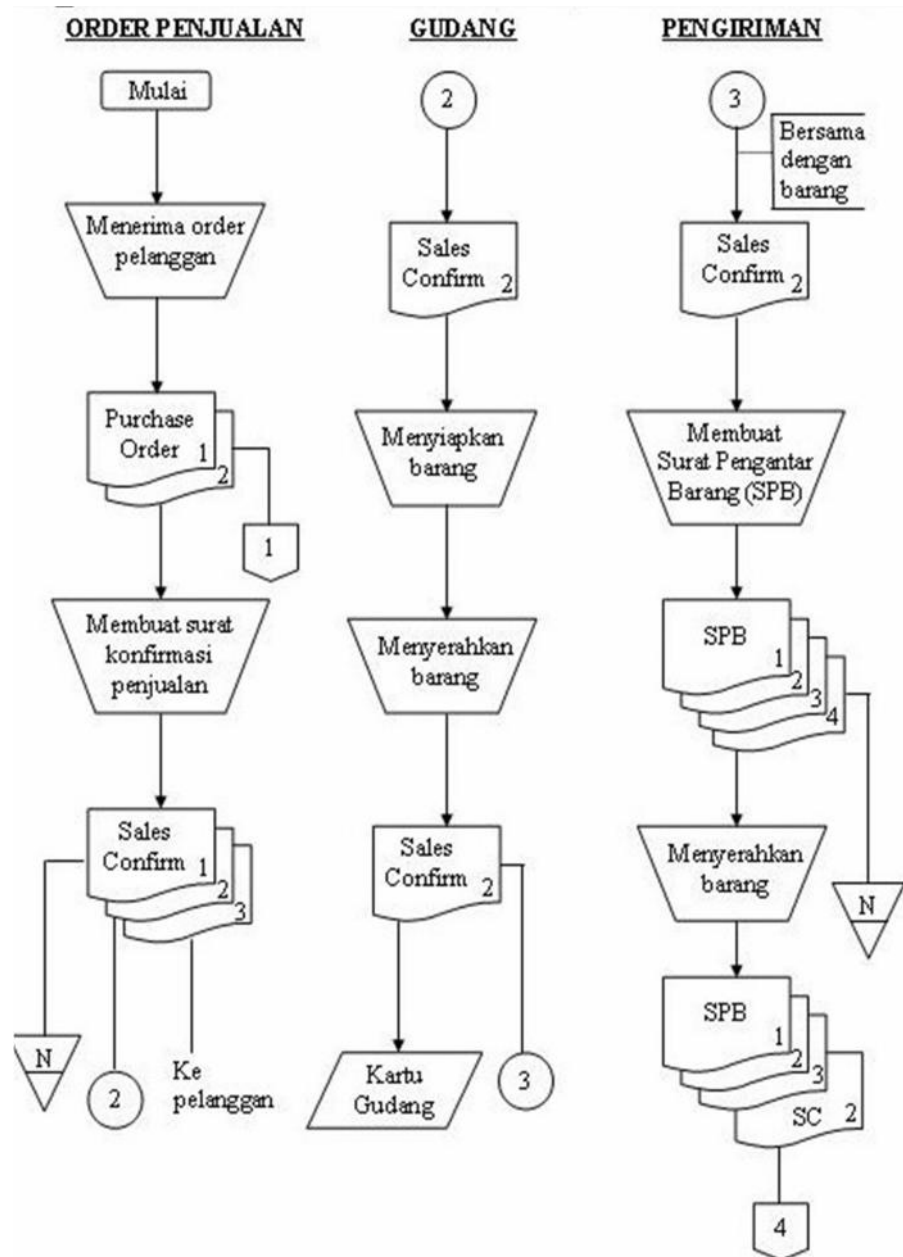 ORDER PENJUALAN
Mulai
Menerima order
pelanggan
Purchase
Order
1
2
1
Membuat surat
konfirmasi
penjualan
Sales
Confirm
1
2
3
N
2
Ke
pelanggan
GUDANG
2
Sales
Confirm
2
Menyiapkan
barang
Menyerahkan
barang
Sales
Confirm
2
Kartu
Gudang
3
PENGIRIMAN
3
Bersama
dengan
barang
Sales
Confirm
2
Membuat
Surat Pengantar
Barang (SPB)
SPB
1
2
3
4
Menyerahkan
barang
N
SPB
1
2
3
SC 2
4